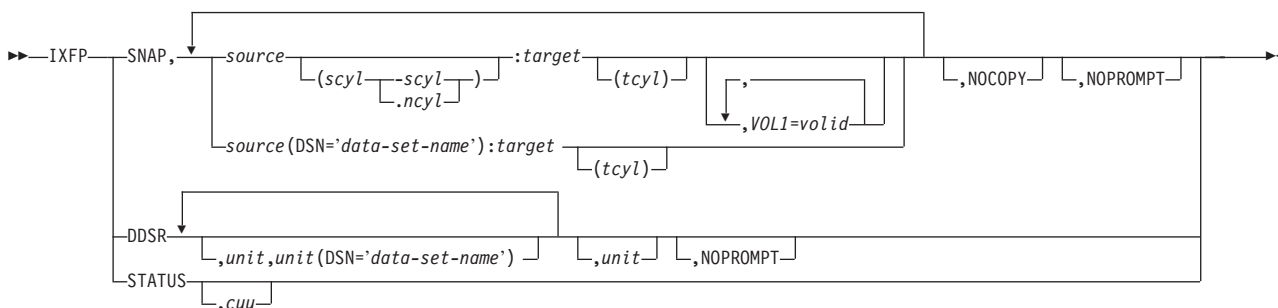 IXFP SNAP, source :target ,NOCOPY ,NOPROMPT
(scyl -scyl ) (tcyl) ,
.ncyl
,VOL1=volid
source(DSN='data-set-name'):target
(tcyl)
DDSR
,unit,unit(DSN='data-set-name') ,unit ,NOPROMPT
STATUS
,cuu